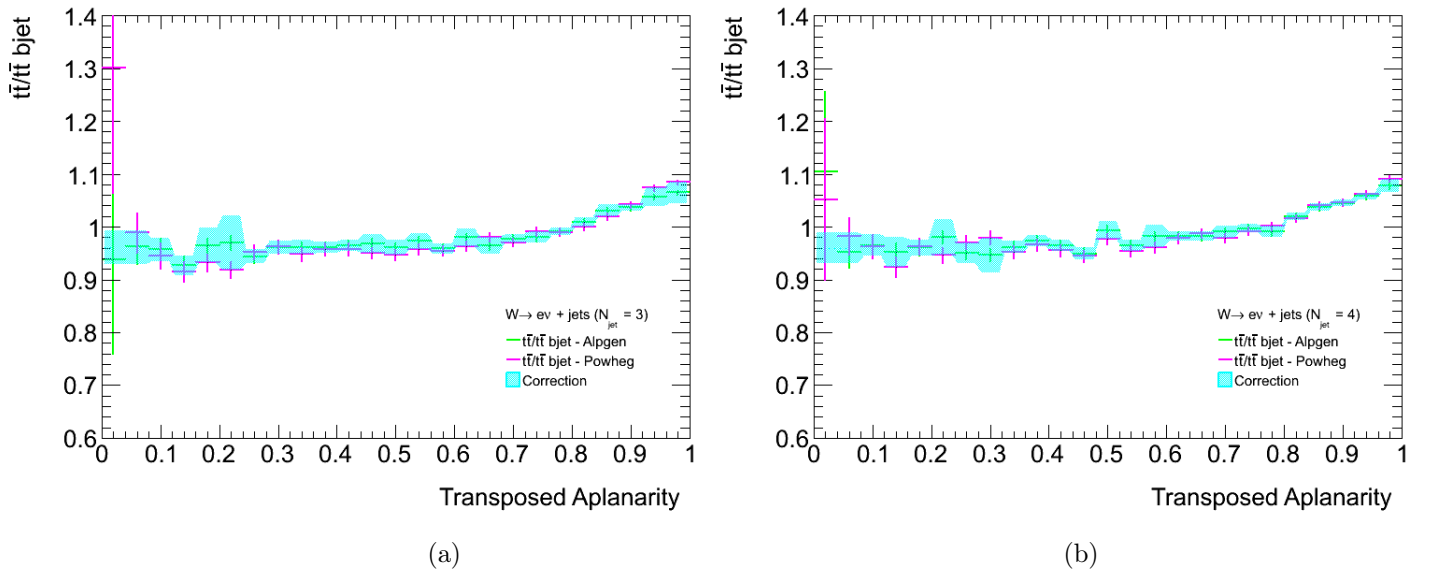 tt̄/tt̄ bjet
1.4
1.3
1.2
1.1
1
0.9
0.8
0.7
0.6
0 0.1 0.2 0.3 0.4 0.5 0.6 0.7 0.8 0.9 1
Transposed Aplanarity
W→ eν + jets (N_jet = 3)
tt̄/tt̄ bjet - Alpgen
tt̄/tt̄ bjet - Powheg
Correction
(a)
tt̄/tt̄ bjet
1.4
1.3
1.2
1.1
1
0.9
0.8
0.7
0.6
0 0.1 0.2 0.3 0.4 0.5 0.6 0.7 0.8 0.9 1
Transposed Aplanarity
W→ eν + jets (N_jet = 4)
tt̄/tt̄ bjet - Alpgen
tt̄/tt̄ bjet - Powheg
Correction
(b)